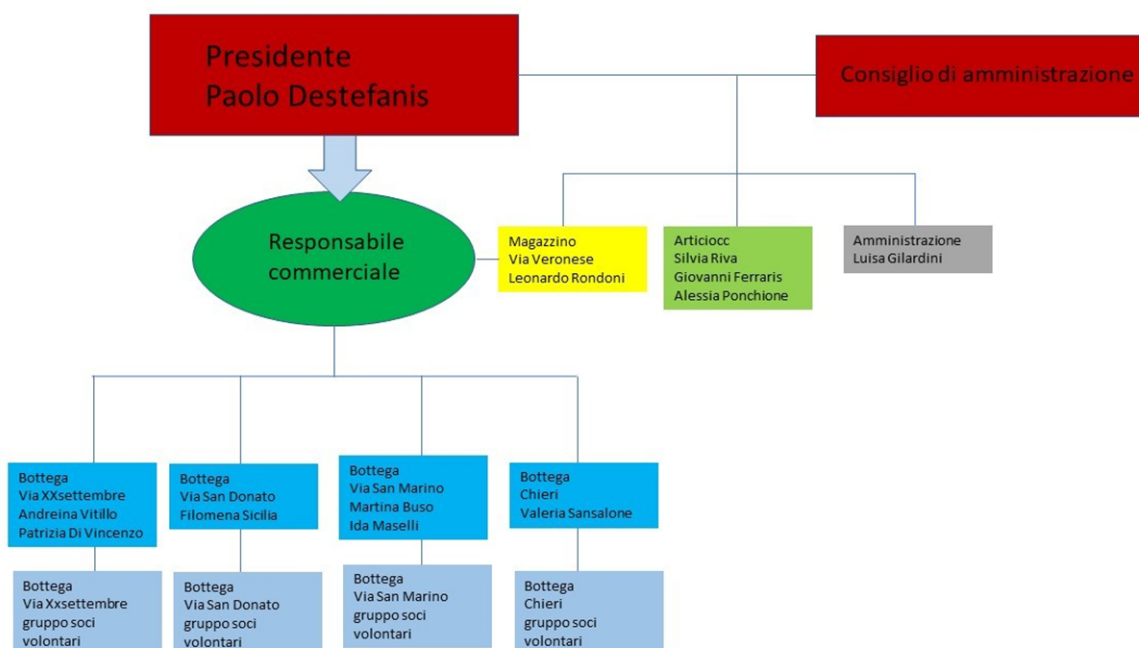 Presidente
Paolo Destefanis
Consiglio di amministrazione
Responsabile
commerciale
Magazzino
Via Veronese
Leonardo Rondoni
Articiocc
Silvia Riva
Giovanni Ferraris
Alessia Ponchione
Amministrazione
Luisa Gilardini
Bottega
Via XXsettembre
Andreina Vitillo
Patrizia Di Vincenzo
Bottega
Via San Donato
Filomena Sicilia
Bottega
Via San Marino
Martina Buso
Ida Maselli
Bottega
Chieri
Valeria Sansalone
Bottega
Via Xxsettembre
gruppo soci
volontari
Bottega
Via San Donato
gruppo soci
volontari
Bottega
Via San Marino
gruppo soci
volontari
Bottega
Chieri
gruppo soci
volontari